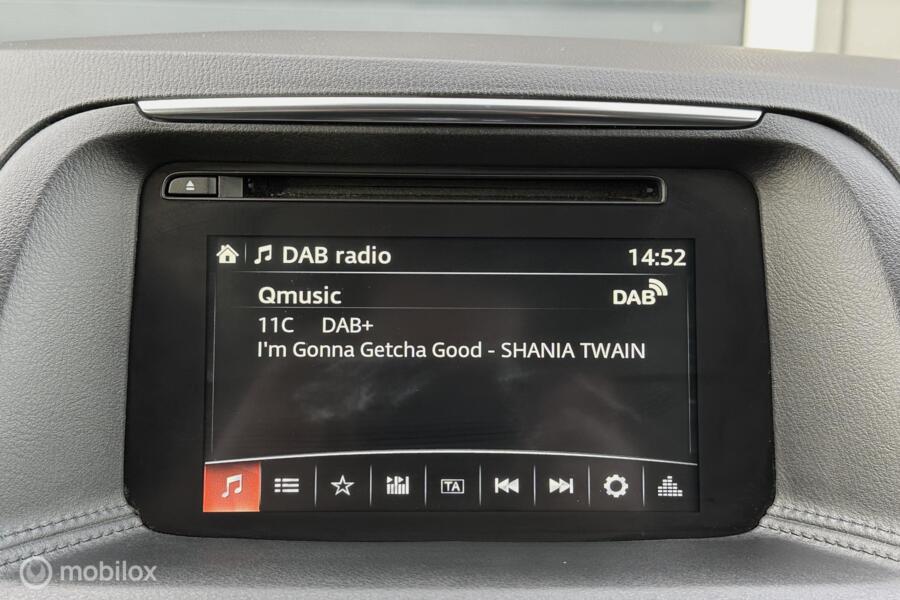 DAB radio 14:52
Qmusic DAB
11C DAB+
I'm Gonna Getcha Good - SHANIA TWAIN
TA
mobilox